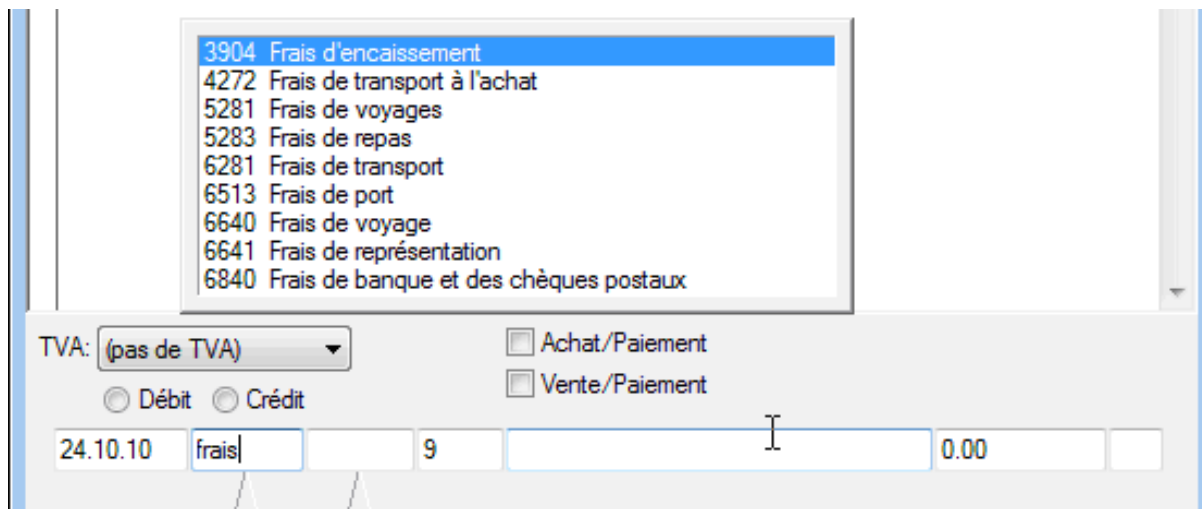 3904 Frais d'encaissement
4272 Frais de transport à l'achat
5281 Frais de voyages
5283 Frais de repas
6281 Frais de transport
6513 Frais de port
6640 Frais de voyage
6641 Frais de représentation
6840 Frais de banque et des chèques postaux
TVA: (pas de TVA) Achat/Paiement
Débit Crédit Vente/Paiement
24.10.10 frais 9 0.00